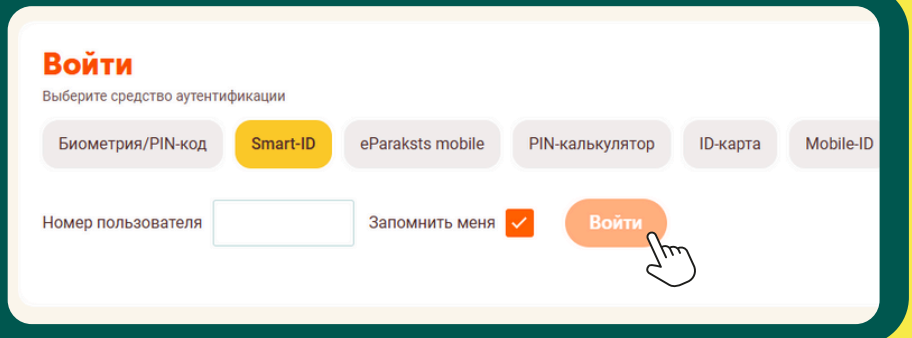 Войти
Выберите средство аутентификации
Биометрия/PIN-код Smart-ID eParaksts mobile PIN-калькулятор ID-карта Mobile-ID
Номер пользователя Запомнить меня Войти